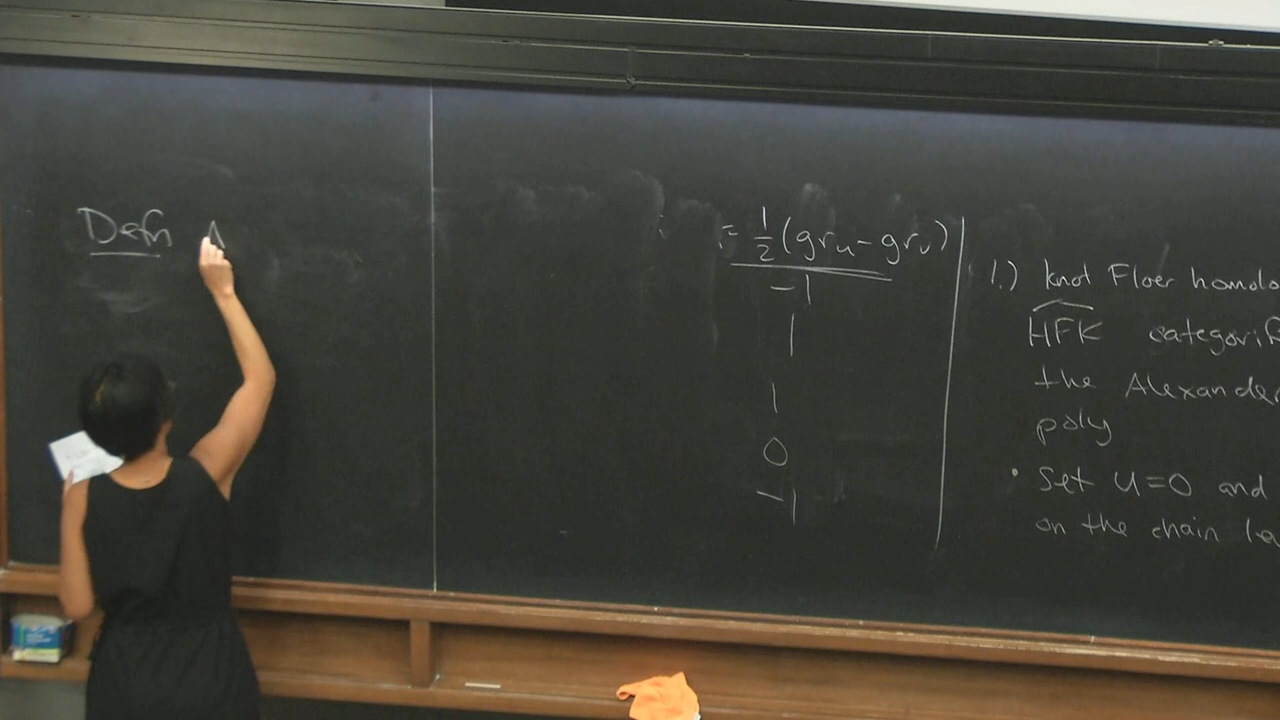 Defn A
= 1/2 (gr_u - gr_v)
-1
1
1
0
-1
1.) knot Floer homolo
HFK categorif
the Alexander
poly
• Set U=0 and
on the chain le